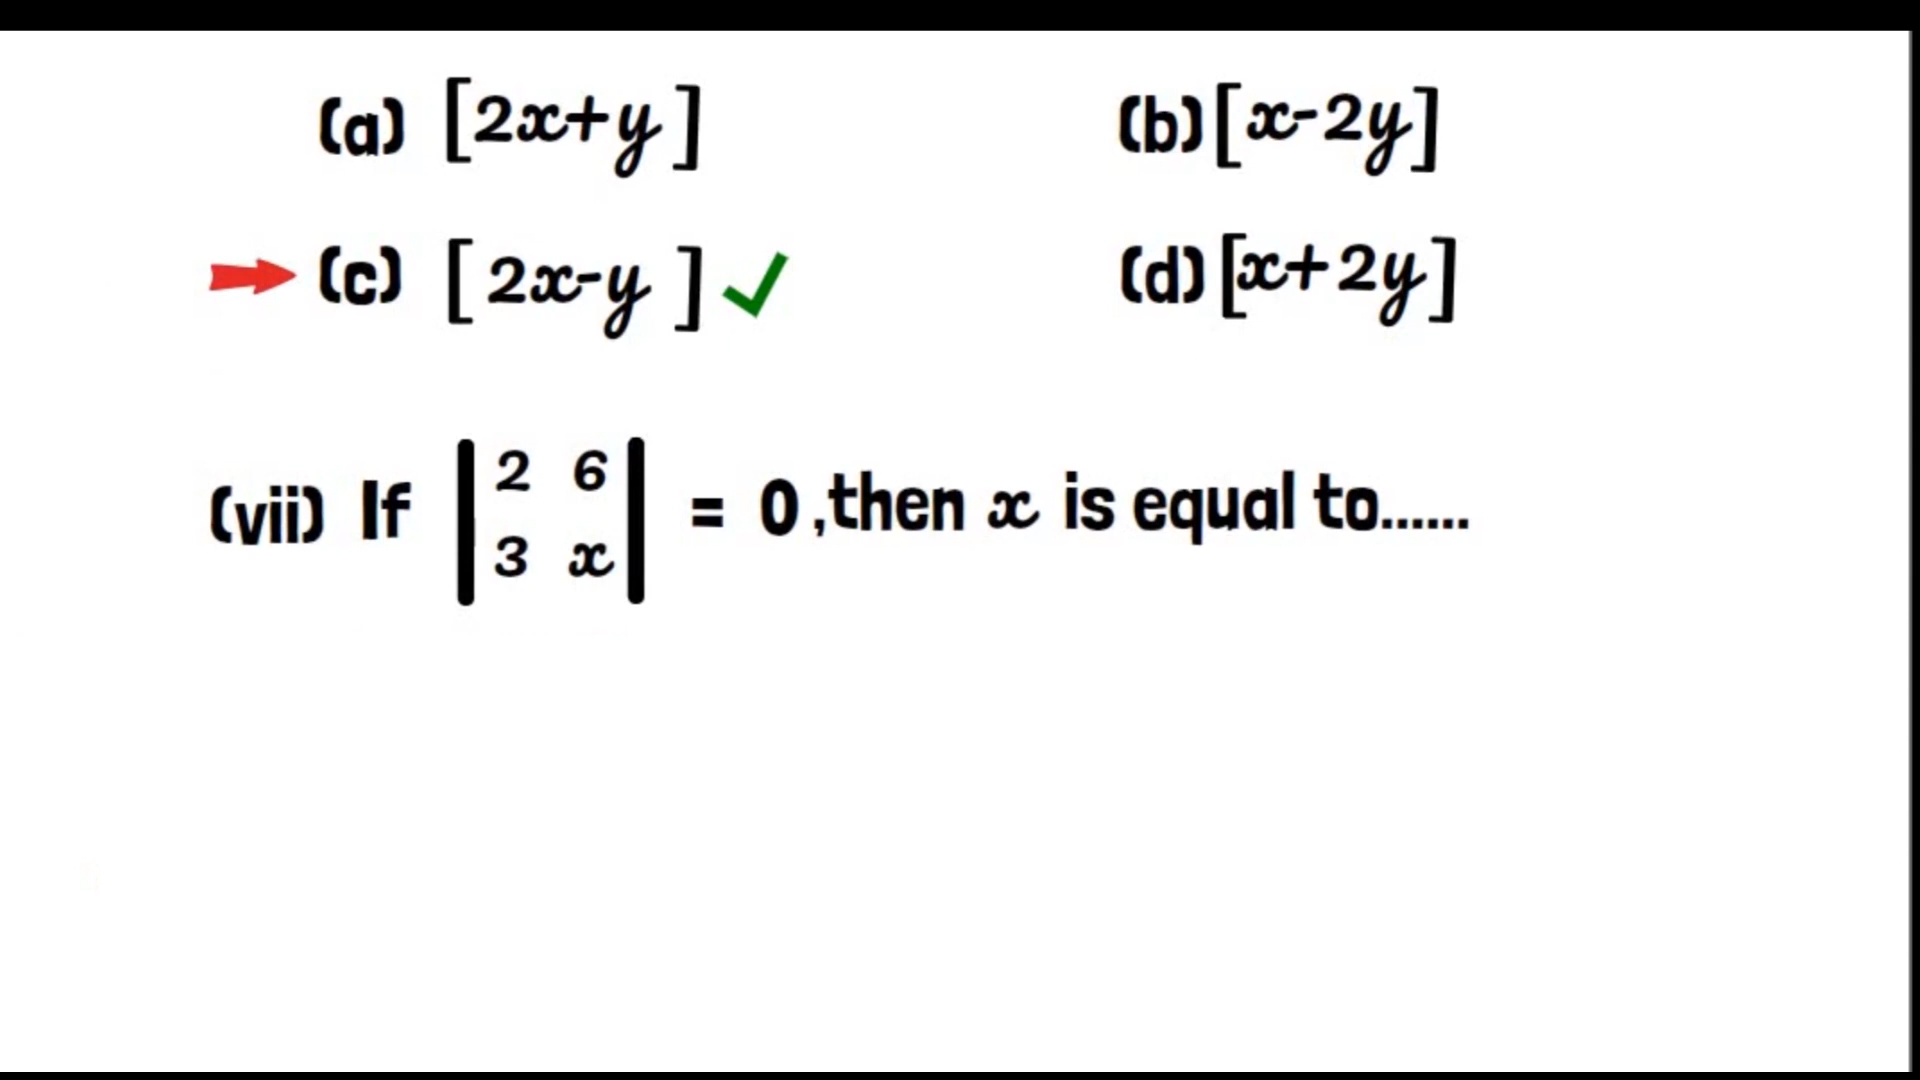 (a) [2x+y] (b) [x-2y]
(c) [2x-y] ✓ (d) [x+2y]
2 6
(vii) If | | = 0 ,then x is equal to......
3 x